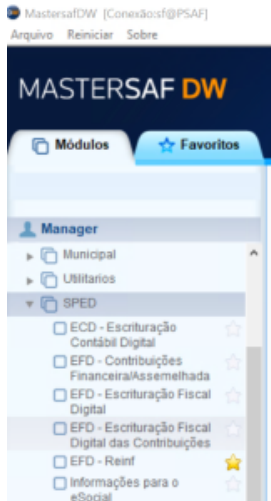 MastersafDW [Conexão:sf@PSAF]
Arquivo Reiniciar Sobre
MASTERSAF DW
Módulos Favoritos
Manager
Municipal
Utilitarios
SPED
ECD - Escrituração
Contábil Digital
EFD - Contribuições
Financeira/Assemelhada
EFD - Escrituração Fiscal
Digital
EFD - Escrituração Fiscal
Digital das Contribuições
EFD - Reinf
Informações para o
eSocial